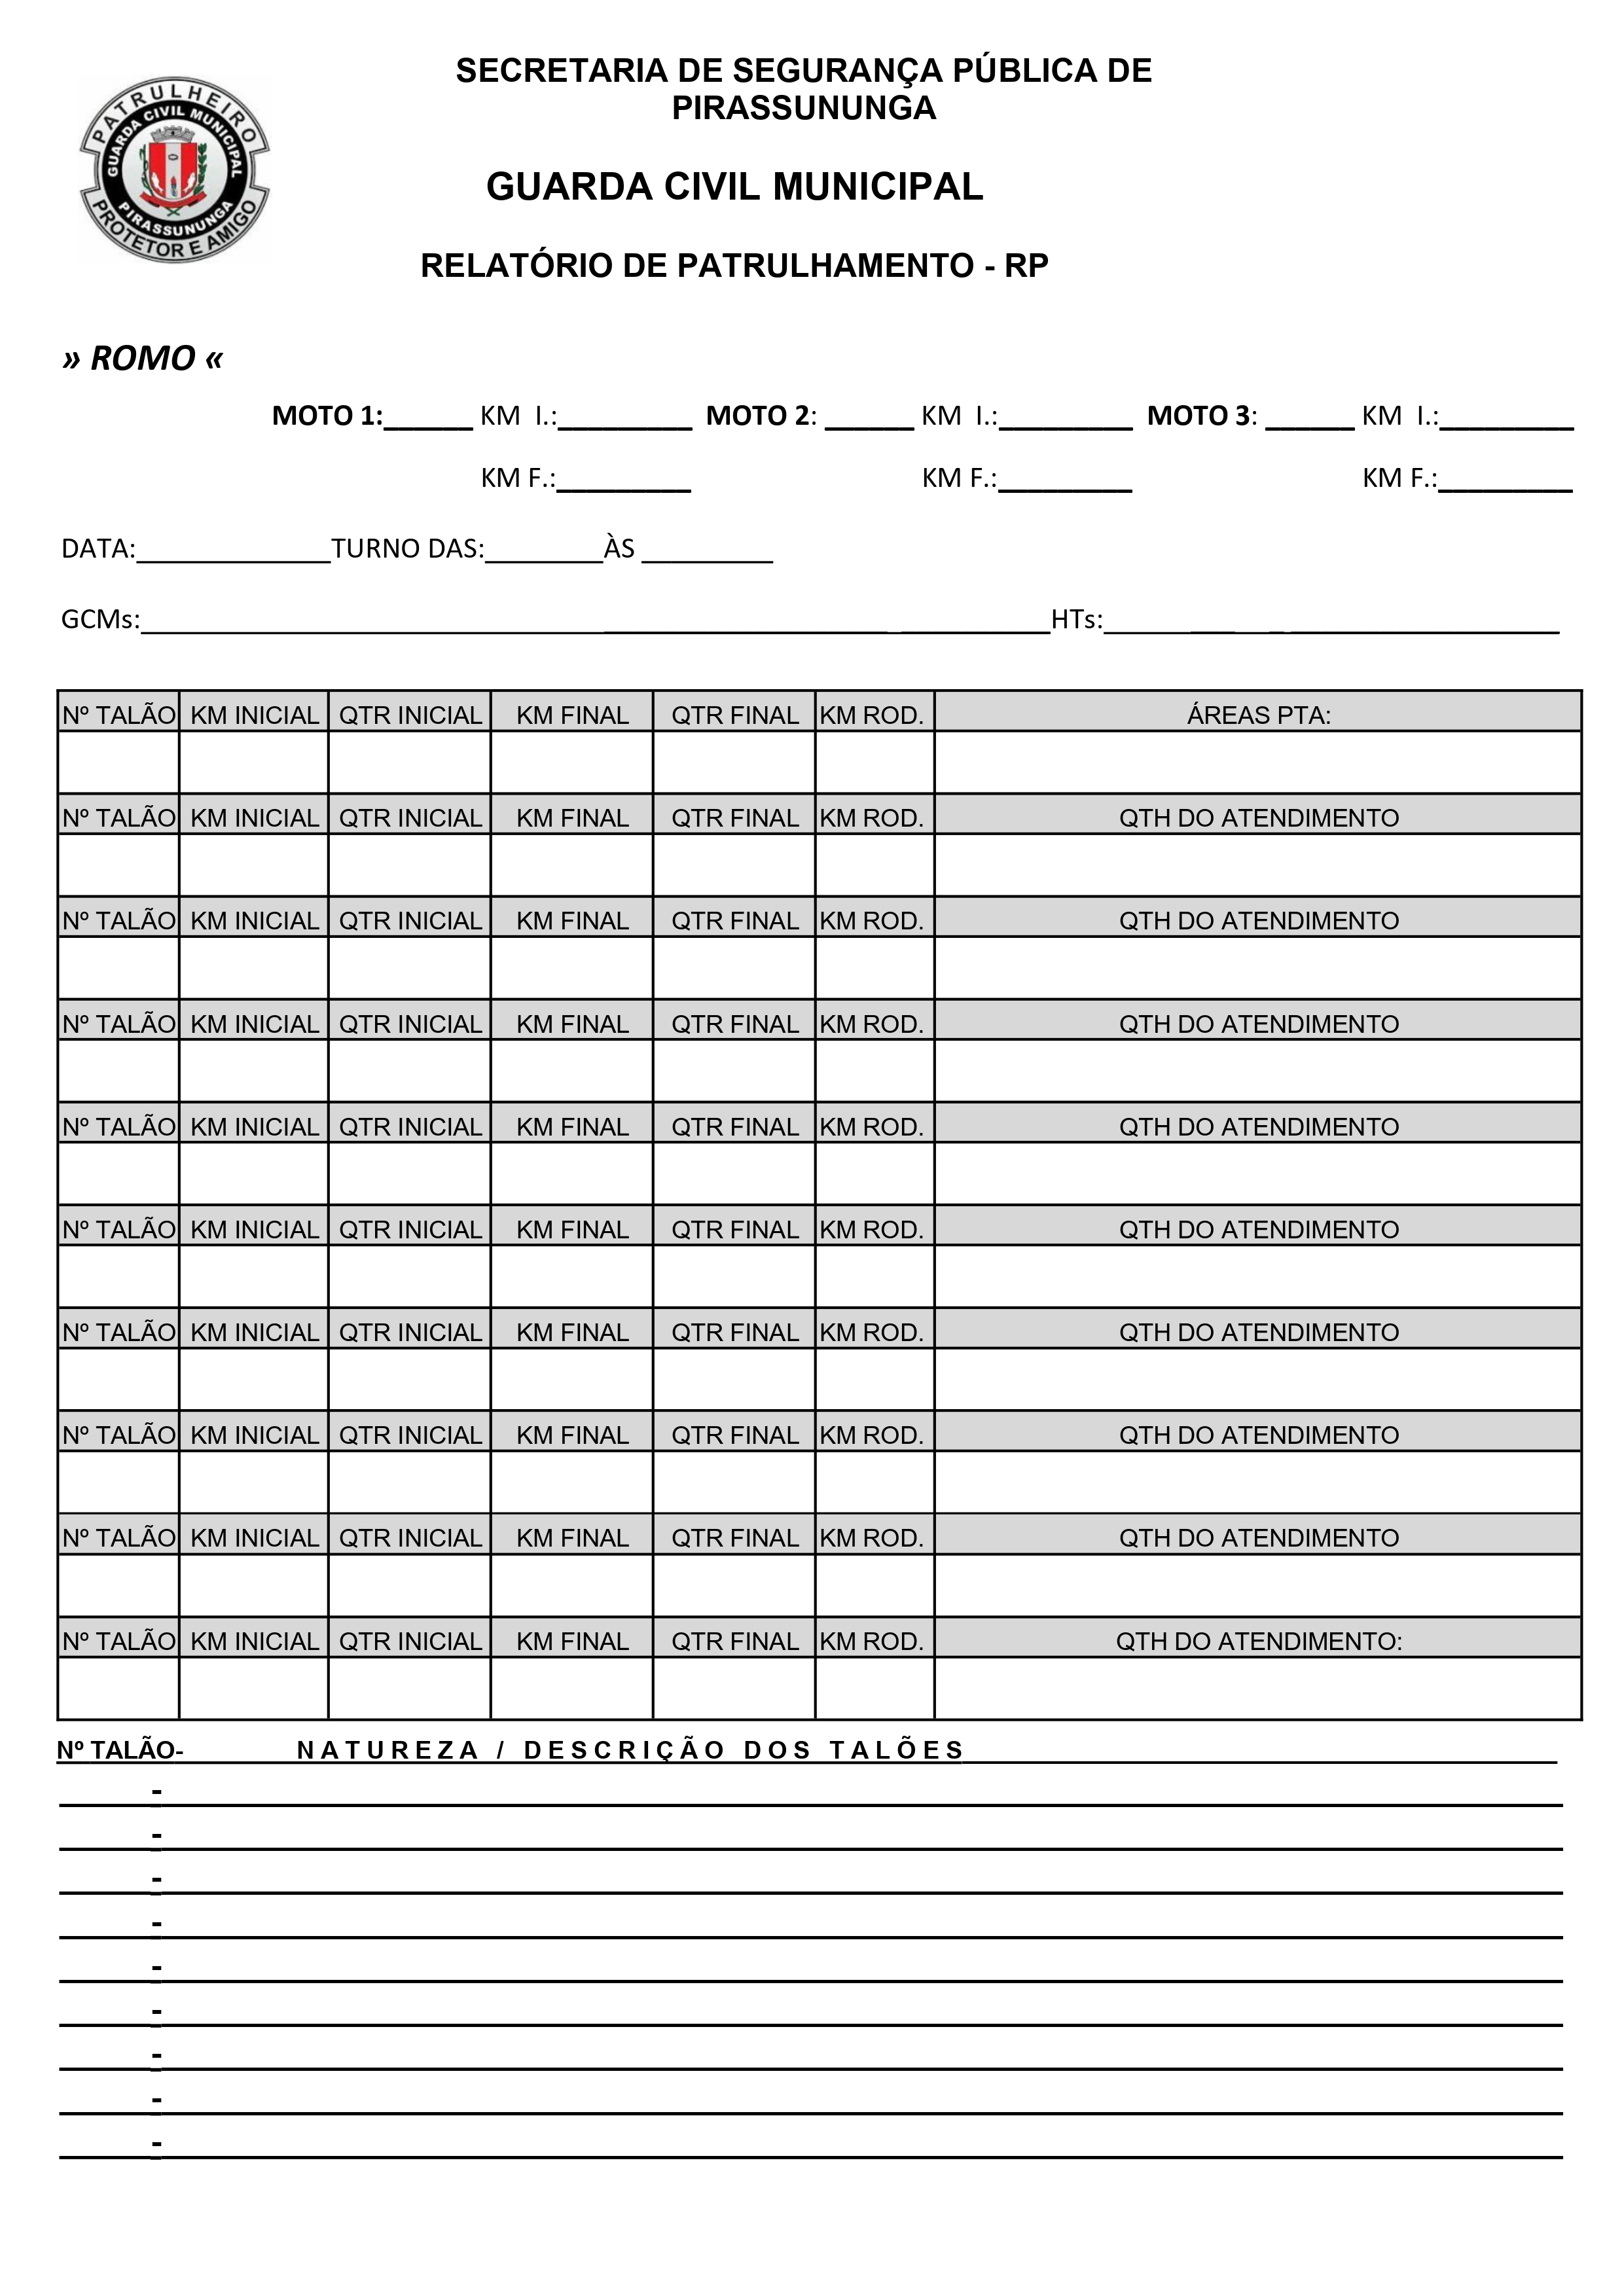 SECRETARIA DE SEGURANÇA PÚBLICA DE
PIRASSUNUNGA
PATRULHEIRO
GUARDA CIVIL MUNICIPAL
PIRASSUNUNGA
PROTETOR E AMIGO
GUARDA CIVIL MUNICIPAL
RELATÓRIO DE PATRULHAMENTO - RP
» ROMO «
MOTO 1:______ KM I.:_________ MOTO 2: ______ KM I.:_________ MOTO 3: ______ KM I.:_________
KM F.:_________ KM F.:_________ KM F.:_________
DATA:_____________TURNO DAS:________ÀS _________
GCMs:______________________________________________HTs:______________________________
Nº TALÃO KM INICIAL QTR INICIAL KM FINAL QTR FINAL KM ROD. ÁREAS PTA:
Nº TALÃO KM INICIAL QTR INICIAL KM FINAL QTR FINAL KM ROD. QTH DO ATENDIMENTO
Nº TALÃO KM INICIAL QTR INICIAL KM FINAL QTR FINAL KM ROD. QTH DO ATENDIMENTO
Nº TALÃO KM INICIAL QTR INICIAL KM FINAL QTR FINAL KM ROD. QTH DO ATENDIMENTO
Nº TALÃO KM INICIAL QTR INICIAL KM FINAL QTR FINAL KM ROD. QTH DO ATENDIMENTO
Nº TALÃO KM INICIAL QTR INICIAL KM FINAL QTR FINAL KM ROD. QTH DO ATENDIMENTO
Nº TALÃO KM INICIAL QTR INICIAL KM FINAL QTR FINAL KM ROD. QTH DO ATENDIMENTO
Nº TALÃO KM INICIAL QTR INICIAL KM FINAL QTR FINAL KM ROD. QTH DO ATENDIMENTO
Nº TALÃO KM INICIAL QTR INICIAL KM FINAL QTR FINAL KM ROD. QTH DO ATENDIMENTO
Nº TALÃO KM INICIAL QTR INICIAL KM FINAL QTR FINAL KM ROD. QTH DO ATENDIMENTO:
Nº TALÃO- NATUREZA / DESCRIÇÃO DOS TALÕES
-
-
-
-
-
-
-
-
-